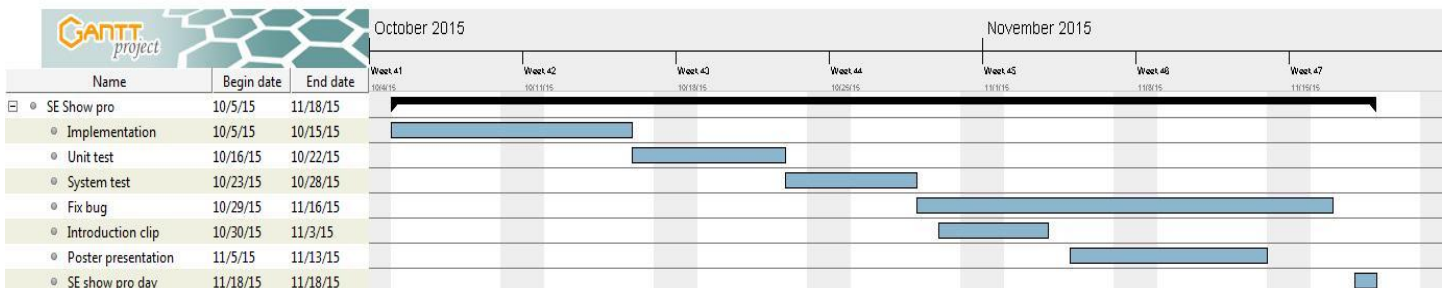 GANTT
project
October 2015
November 2015
Name Begin date End date
Week 41 Week 42 Week 43 Week 44 Week 45 Week 46 Week 47
10/4/15 10/11/15 10/18/15 10/25/15 11/1/15 11/8/15 11/15/15
SE Show pro 10/5/15 11/18/15
Implementation 10/5/15 10/15/15
Unit test 10/16/15 10/22/15
System test 10/23/15 10/28/15
Fix bug 10/29/15 11/16/15
Introduction clip 10/30/15 11/3/15
Poster presentation 11/5/15 11/13/15
SE show pro day 11/18/15 11/18/15